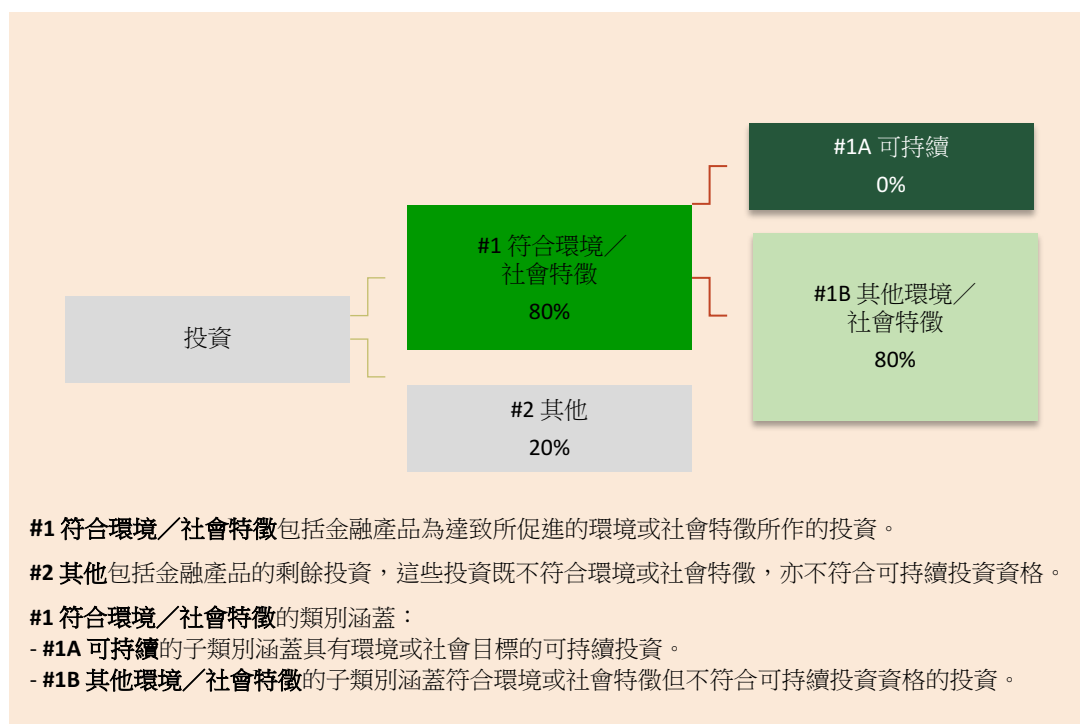 投資
#1 符合環境／
社會特徵
80%
#2 其他
20%
#1A 可持續
0%
#1B 其他環境／
社會特徵
80%
#1 符合環境／社會特徵包括金融產品為達致所促進的環境或社會特徵所作的投資。
#2 其他包括金融產品的剩餘投資，這些投資既不符合環境或社會特徵，亦不符合可持續投資資格。
#1 符合環境／社會特徵的類別涵蓋：
- #1A 可持續的子類別涵蓋具有環境或社會目標的可持續投資。
- #1B 其他環境／社會特徵的子類別涵蓋符合環境或社會特徵但不符合可持續投資資格的投資。